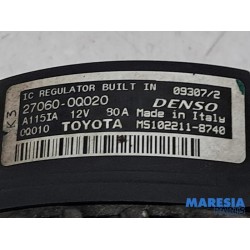 IC REGULATOR BUILT IN 09307/2
27060-0Q020 DENSO
A115IA 12V 90A Made in Italy
0Q010 TOYOTA MS102211-8740
K3
MARESIA